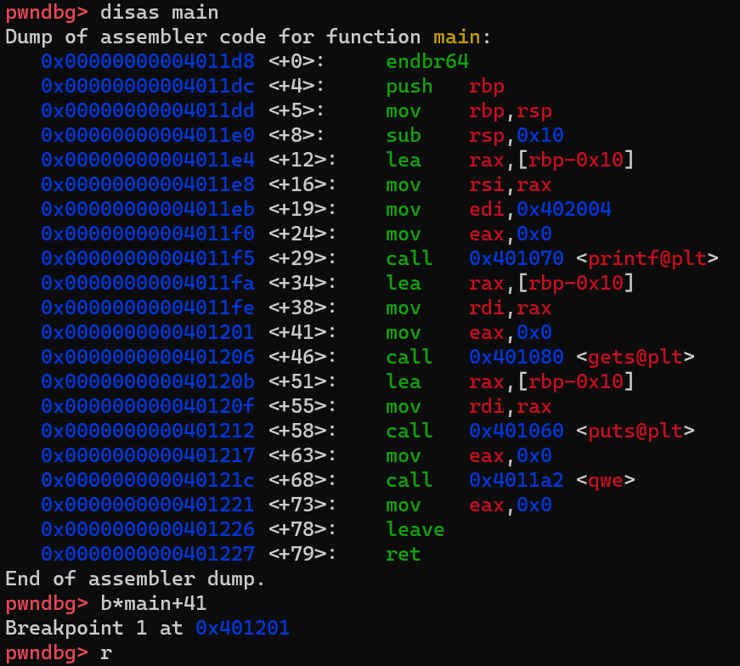 pwndbg> disas main
Dump of assembler code for function main:
0x00000000004011d8 <+0>: endbr64
0x00000000004011dc <+4>: push rbp
0x00000000004011dd <+5>: mov rbp,rsp
0x00000000004011e0 <+8>: sub rsp,0x10
0x00000000004011e4 <+12>: lea rax,[rbp-0x10]
0x00000000004011e8 <+16>: mov rsi,rax
0x00000000004011eb <+19>: mov edi,0x402004
0x00000000004011f0 <+24>: mov eax,0x0
0x00000000004011f5 <+29>: call 0x401070 <printf@plt>
0x00000000004011fa <+34>: lea rax,[rbp-0x10]
0x00000000004011fe <+38>: mov rdi,rax
0x0000000000401201 <+41>: mov eax,0x0
0x0000000000401206 <+46>: call 0x401080 <gets@plt>
0x000000000040120b <+51>: lea rax,[rbp-0x10]
0x000000000040120f <+55>: mov rdi,rax
0x0000000000401212 <+58>: call 0x401060 <puts@plt>
0x0000000000401217 <+63>: mov eax,0x0
0x000000000040121c <+68>: call 0x4011a2 <qwe>
0x0000000000401221 <+73>: mov eax,0x0
0x0000000000401226 <+78>: leave
0x0000000000401227 <+79>: ret
End of assembler dump.
pwndbg> b*main+41
Breakpoint 1 at 0x401201
pwndbg> r